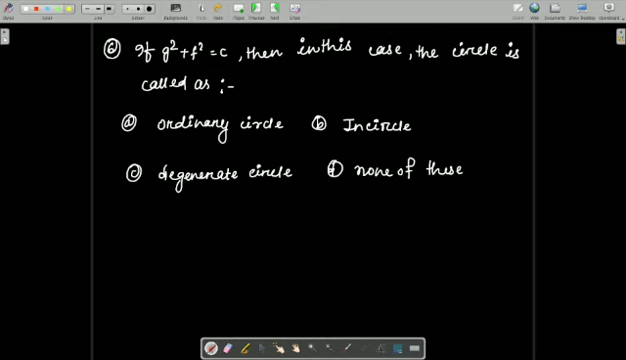 ⑥ If g² + f² = c, then in this case, the circle is
called as :-
ⓐ ordinary circle ⓑ Incircle
ⓒ degenerate circle ⓓ none of these